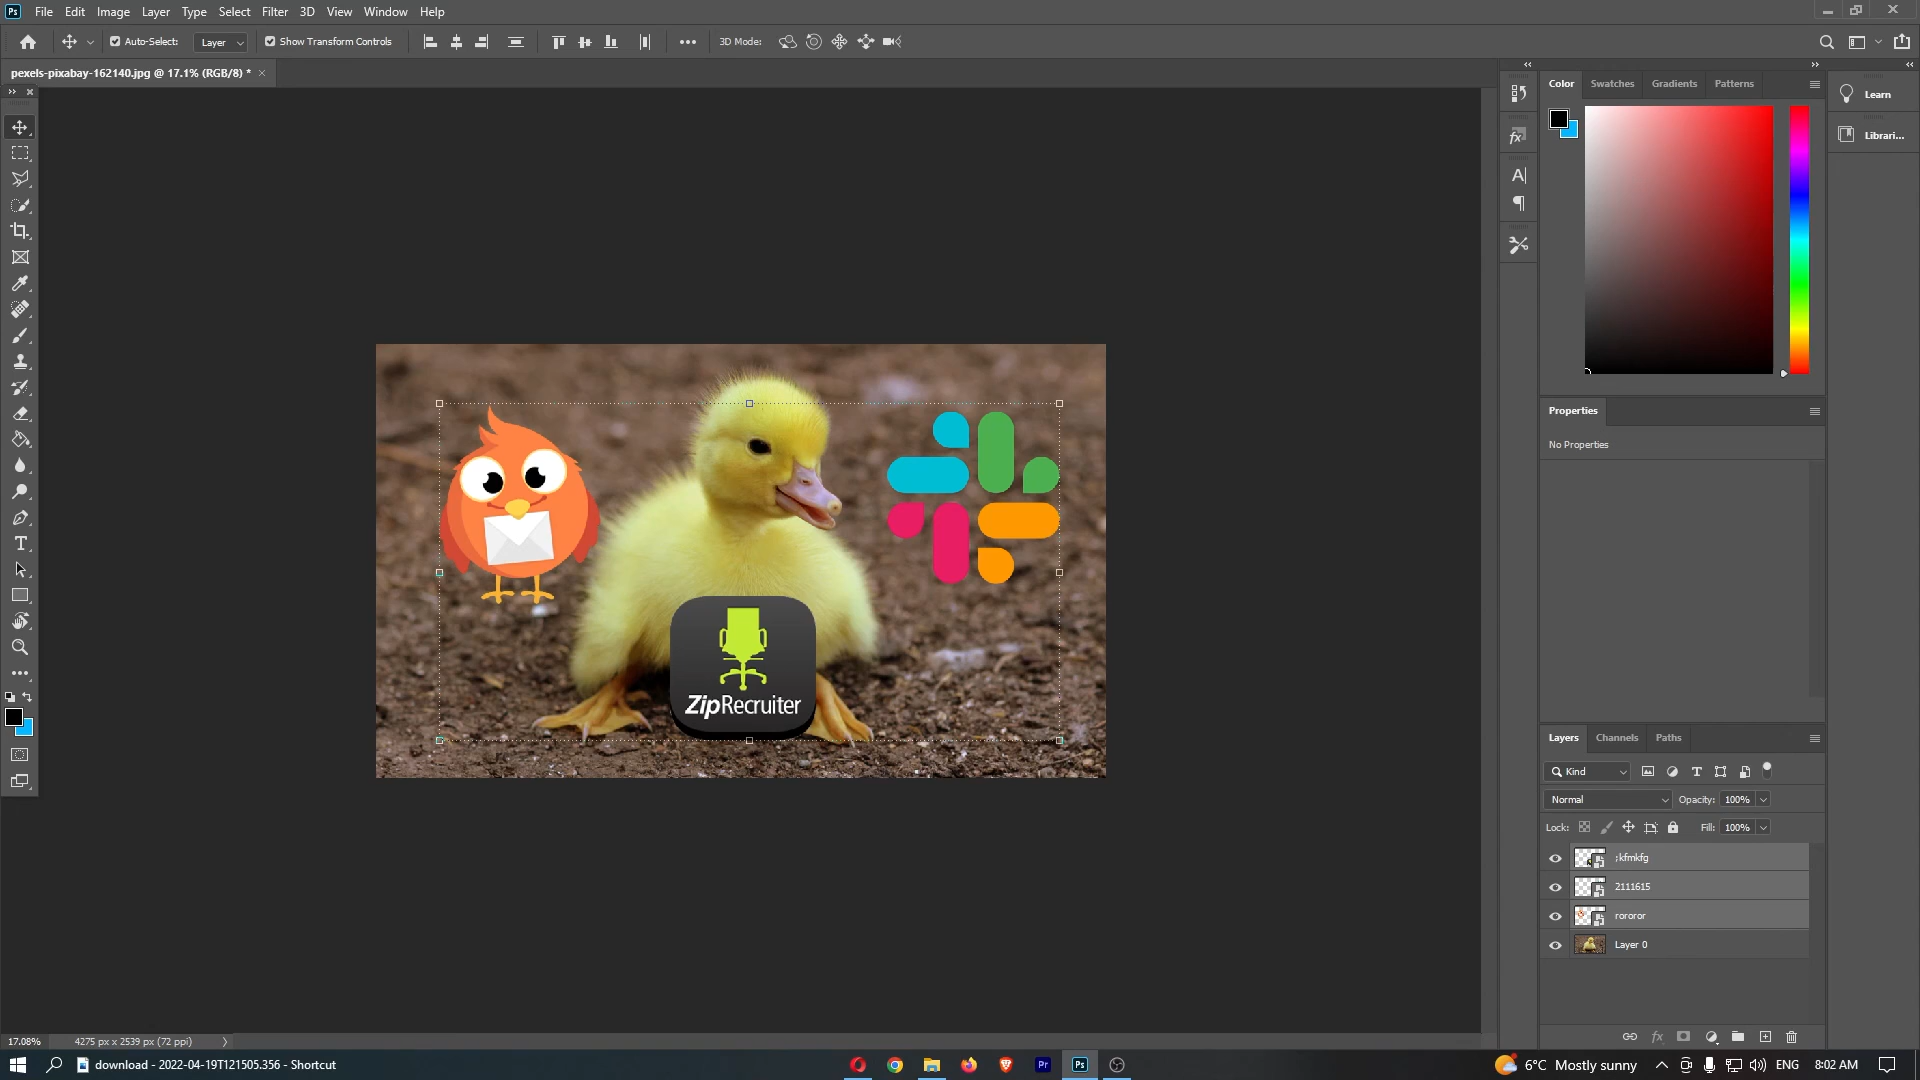 Ps File Edit Image Layer Type Select Filter 3D View Window Help
Auto-Select: Layer Show Transform Controls 3D Mode:
pexels-pixabay-162140.jpg @ 17.1% (RGB/8) *
Color Swatches Gradients Patterns
Learn
Librari...
Properties
No Properties
ZipRecruiter
Layers Channels Paths
Kind
Normal Opacity: 100%
Lock: Fill: 100%
;kfmkfg
2111615
rororor
Layer 0
17.08% 4275 px x 2539 px (72 ppi)
download - 2022-04-19T121505.356 - Shortcut Pr Ps 6°C Mostly sunny ENG 8:02 AM